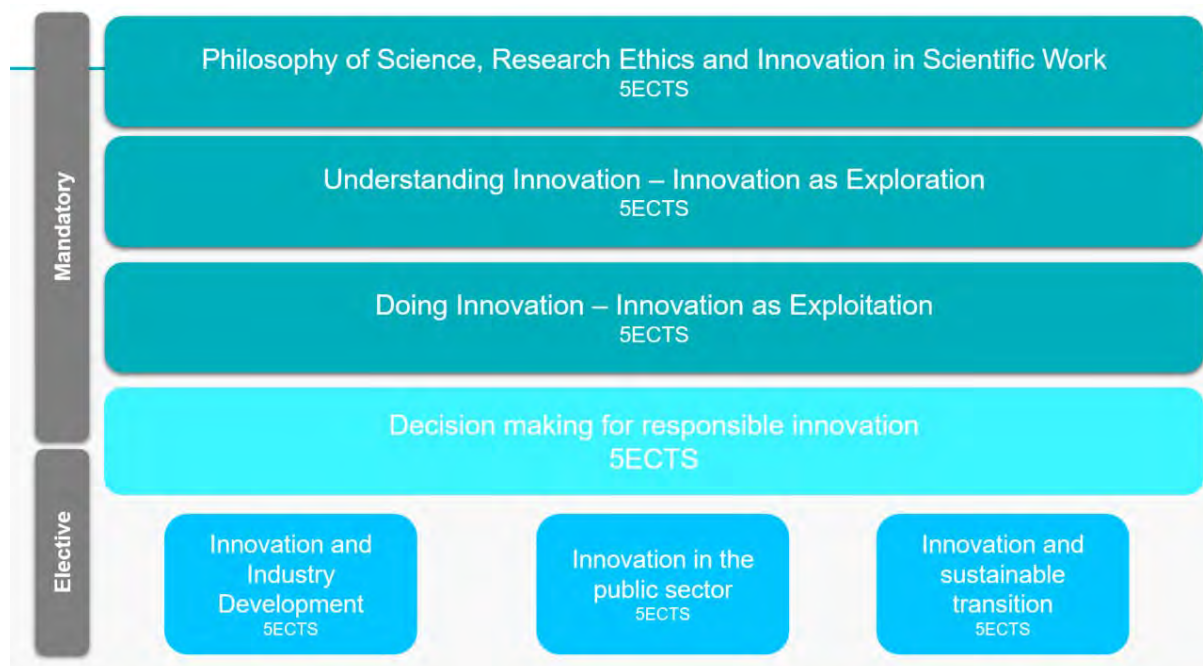 Mandatory
Philosophy of Science, Research Ethics and Innovation in Scientific Work
5ECTS
Understanding Innovation – Innovation as Exploration
5ECTS
Doing Innovation – Innovation as Exploitation
5ECTS
Decision making for responsible innovation
5ECTS
Elective
Innovation and
Industry
Development
5ECTS
Innovation in the
public sector
5ECTS
Innovation and
sustainable
transition
5ECTS